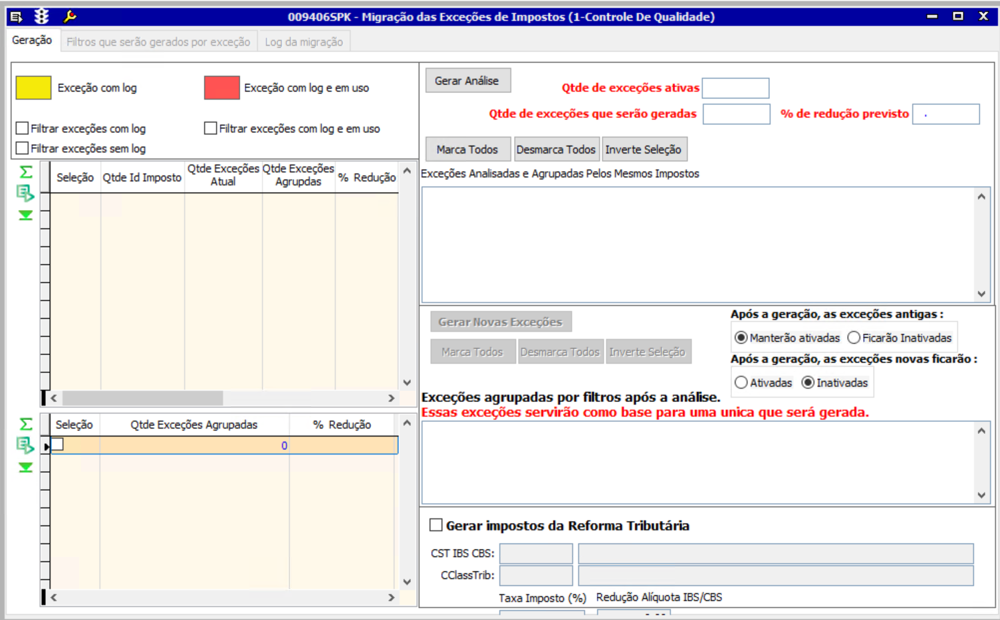 009406SPK - Migração das Exceções de Impostos (1-Controle De Qualidade)
Geração
Filtros que serão gerados por exceção
Log da migração
Exceção com log
Exceção com log e em uso
Filtrar exceções com log
Filtrar exceções com log e em uso
Filtrar exceções sem log
Gerar Análise
Qtde de exceções ativas
Qtde de exceções que serão geradas
% de redução previsto
.
Marca Todos
Desmarca Todos
Inverte Seleção
Exceções Analisadas e Agrupadas Pelos Mesmos Impostos
Seleção
Qtde Id Imposto
Qtde Exceções
Atual
Qtde Exceções
Agrupdas
% Redução
Gerar Novas Exceções
Marca Todos
Desmarca Todos
Inverte Seleção
Após a geração, as exceções antigas :
Manterão ativadas
Ficarão Inativadas
Após a geração, as exceções novas ficarão :
Ativadas
Inativadas
Exceções agrupadas por filtros após a análise.
Essas exceções servirão como base para uma unica que será gerada.
Seleção
Qtde Exceções Agrupadas
% Redução
0
Gerar impostos da Reforma Tributária
CST IBS CBS:
CClassTrib:
Taxa Imposto (%)
Redução Alíquota IBS/CBS